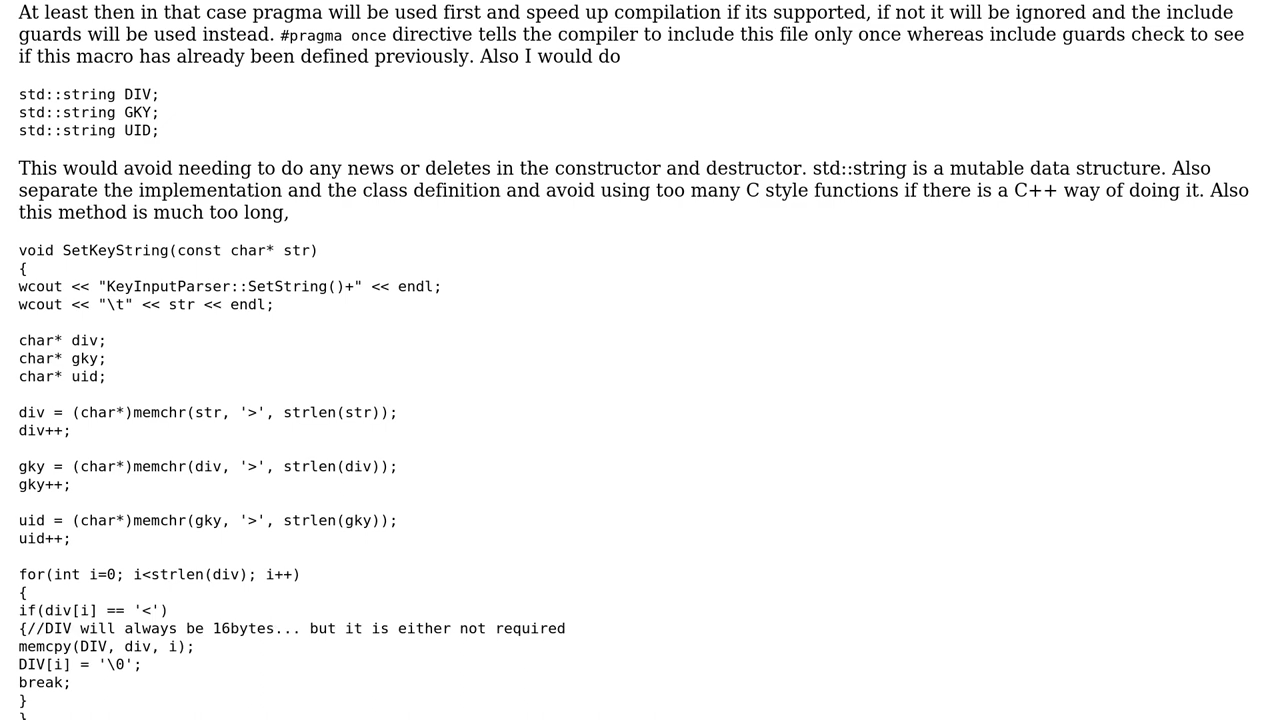 At least then in that case pragma will be used first and speed up compilation if its supported, if not it will be ignored and the include
guards will be used instead. #pragma once directive tells the compiler to include this file only once whereas include guards check to see
if this macro has already been defined previously. Also I would do
std::string DIV;
std::string GKY;
std::string UID;
This would avoid needing to do any news or deletes in the constructor and destructor. std::string is a mutable data structure. Also
separate the implementation and the class definition and avoid using too many C style functions if there is a C++ way of doing it. Also
this method is much too long,
void SetKeyString(const char* str)
{
wcout << "KeyInputParser::SetString()+" << endl;
wcout << "\t" << str << endl;
char* div;
char* gky;
char* uid;
div = (char*)memchr(str, '>', strlen(str));
div++;
gky = (char*)memchr(div, '>', strlen(div));
gky++;
uid = (char*)memchr(gky, '>', strlen(gky));
uid++;
for(int i=0; i<strlen(div); i++)
{
if(div[i] == '<')
{//DIV will always be 16bytes... but it is either not required
memcpy(DIV, div, i);
DIV[i] = '\0';
break;
}
}